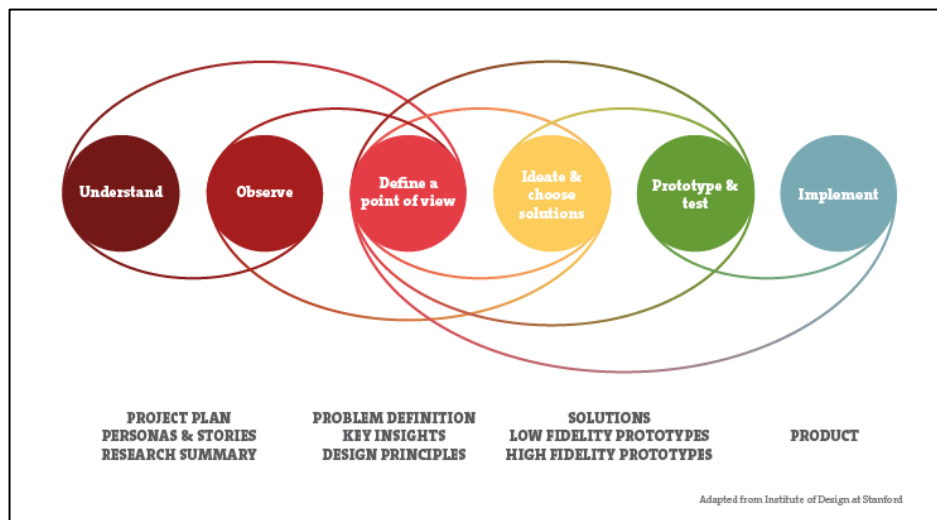 Understand
Observe
Define a
point of view
Ideate &
choose
solutions
Prototype &
test
Implement
PROJECT PLAN
PERSONAS & STORIES
RESEARCH SUMMARY
PROBLEM DEFINITION
KEY INSIGHTS
DESIGN PRINCIPLES
SOLUTIONS
LOW FIDELITY PROTOTYPES
HIGH FIDELITY PROTOTYPES
PRODUCT
Adapted from Institute of Design at Stanford